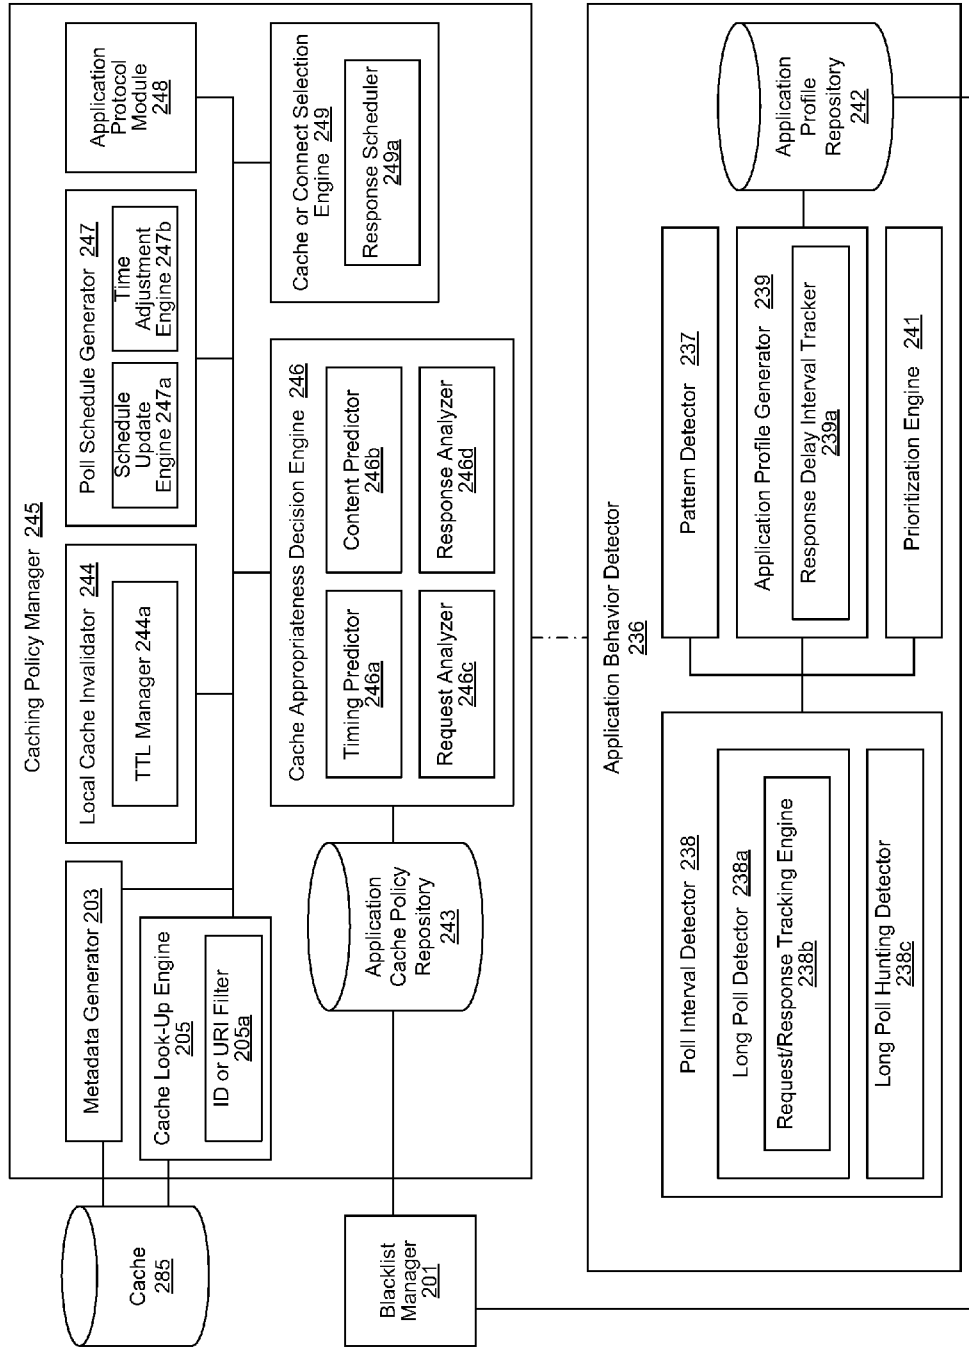 Caching Policy Manager 245
Cache
285
Metadata Generator 203
Cache Look-Up Engine
205
ID or URI Filter
205a
Local Cache Invalidator 244
TTL Manager 244a
Poll Schedule Generator 247
Schedule
Update
Engine 247a
Time
Adjustment
Engine 247b
Application
Protocol
Module
248
Blacklist
Manager
201
Application
Cache Policy
Repository
243
Cache Appropriateness Decision Engine 246
Timing Predictor
246a
Content Predictor
246b
Request Analyzer
246c
Response Analyzer
246d
Cache or Connect Selection
Engine 249
Response Scheduler
249a
Application Behavior Detector
236
Poll Interval Detector 238
Long Poll Detector 238a
Request/Response Tracking Engine
238b
Long Poll Hunting Detector
238c
Pattern Detector 237
Application Profile Generator 239
Response Delay Interval Tracker
239a
Prioritization Engine 241
Application
Profile
Repository
242